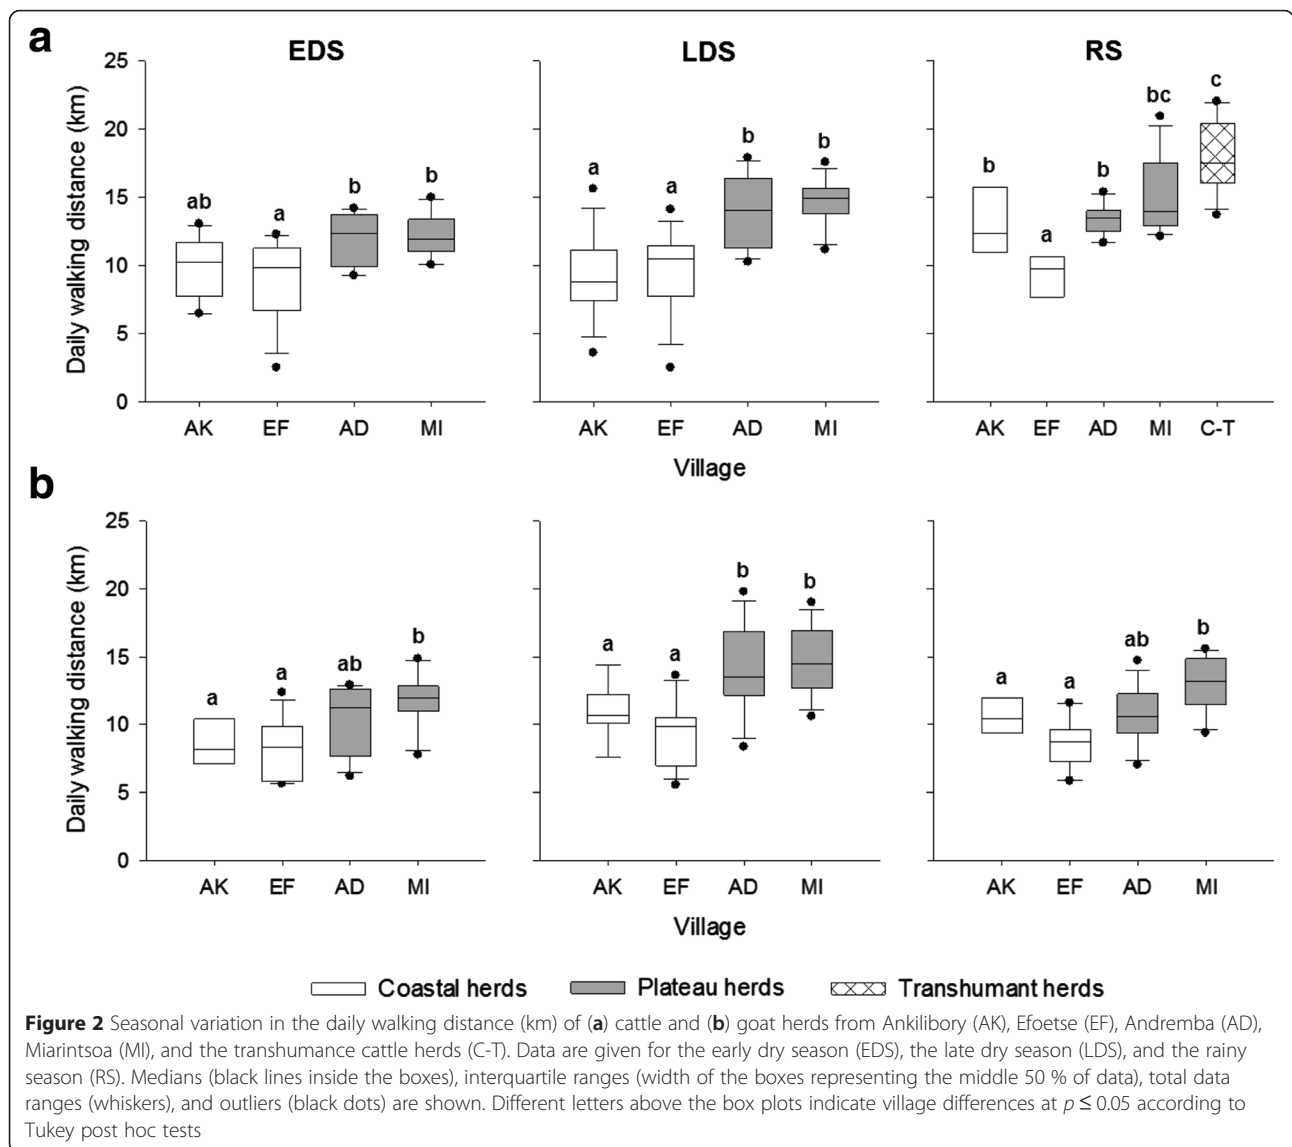 a
EDS LDS RS
Daily walking distance (km)
25
20
15
10
5
0
ab a b b
a a b b
b a b bc c
AK EF AD MI
AK EF AD MI
AK EF AD MI C-T
Village
b
Daily walking distance (km)
25
20
15
10
5
0
a a ab b
a a b b
a a ab b
AK EF AD MI
AK EF AD MI
AK EF AD MI
Village
Coastal herds Plateau herds Transhumant herds
Figure 2 Seasonal variation in the daily walking distance (km) of (a) cattle and (b) goat herds from Ankilibory (AK), Efoetse (EF), Andremba (AD),
Miarintsoa (MI), and the transhumance cattle herds (C-T). Data are given for the early dry season (EDS), the late dry season (LDS), and the rainy
season (RS). Medians (black lines inside the boxes), interquartile ranges (width of the boxes representing the middle 50 % of data), total data
ranges (whiskers), and outliers (black dots) are shown. Different letters above the box plots indicate village differences at p ≤ 0.05 according to
Tukey post hoc tests